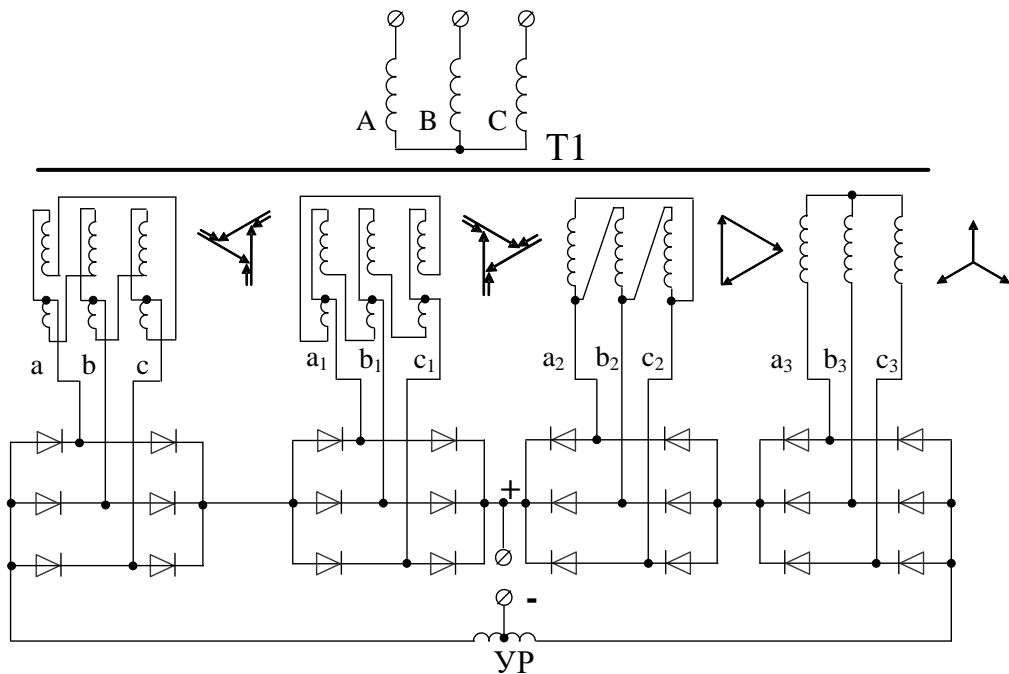 A B C
T1
a b c
a₁ b₁ c₁
a₂ b₂ c₂
a₃ b₃ c₃
+
-
УР